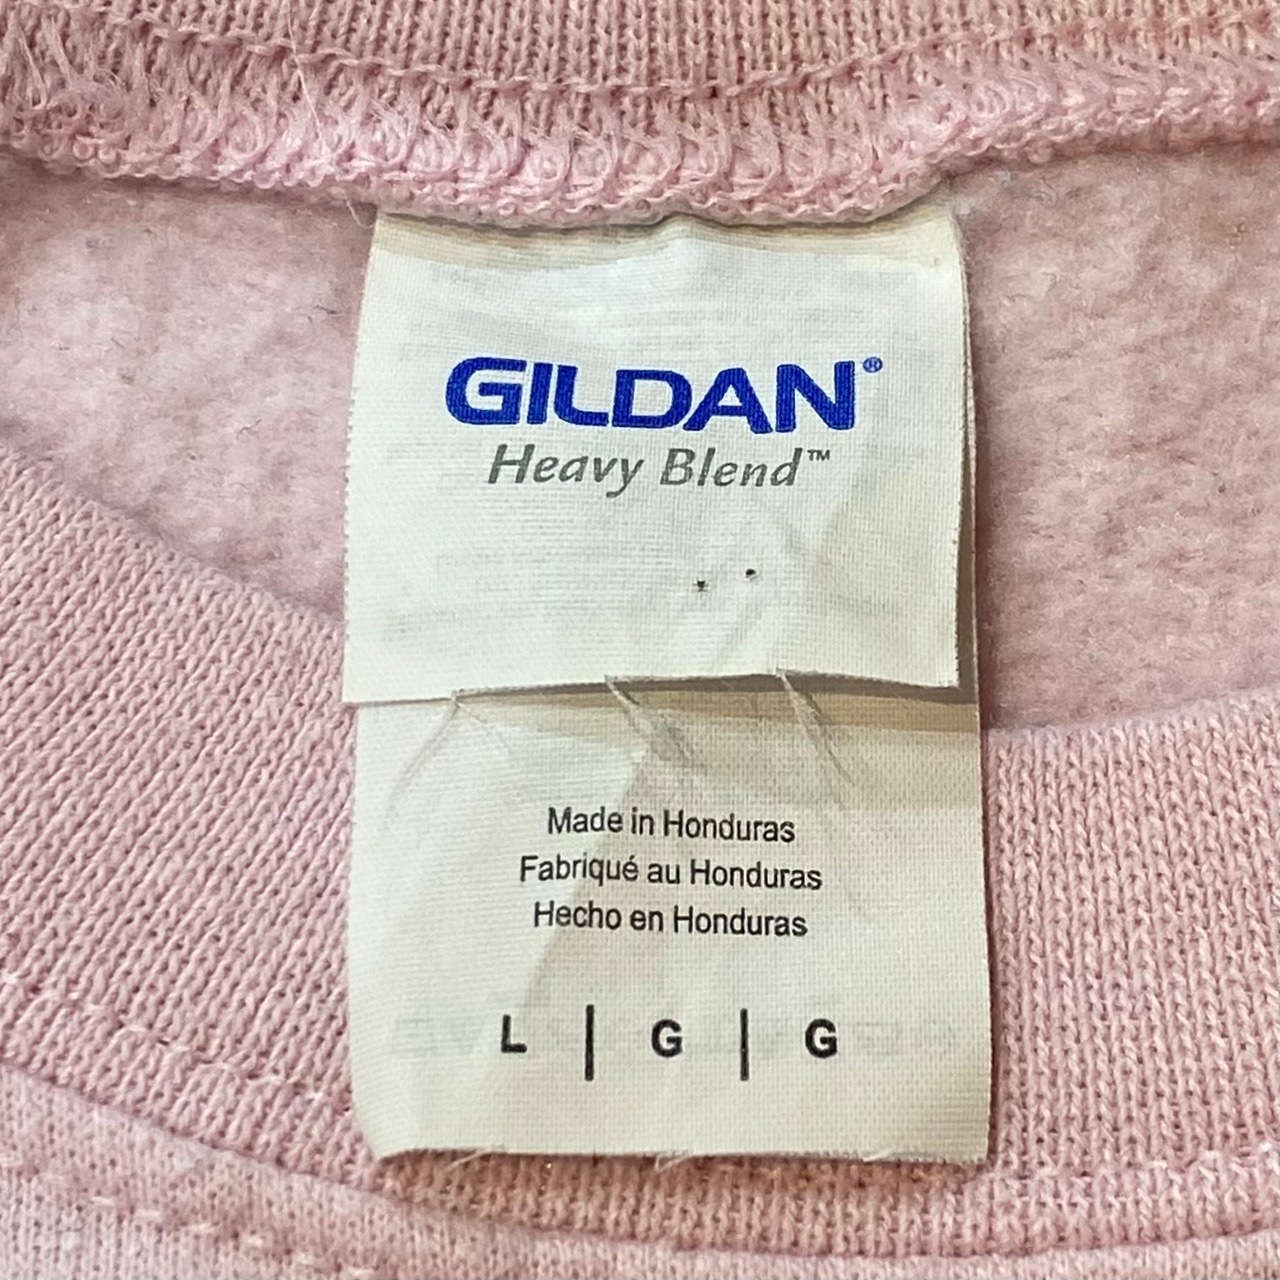 GILDAN®
Heavy Blend™
Made in Honduras
Fabriqué au Honduras
Hecho en Honduras
L | G | G